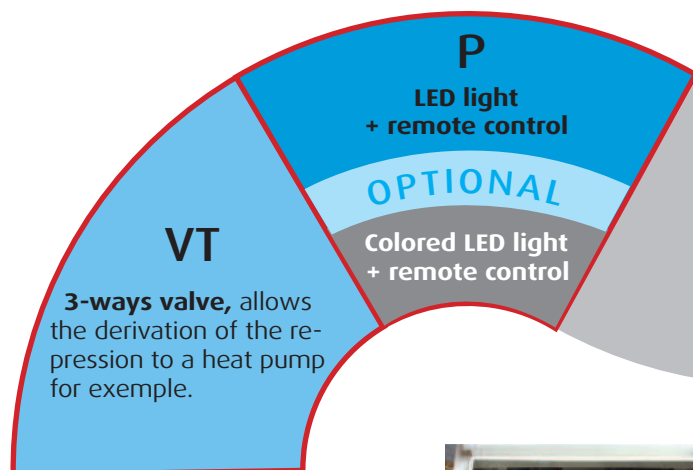 P
LED light
+ remote control
OPTIONAL
Colored LED light
+ remote control
VT
3-ways valve, allows
the derivation of the re-
pression to a heat pump
for exemple.